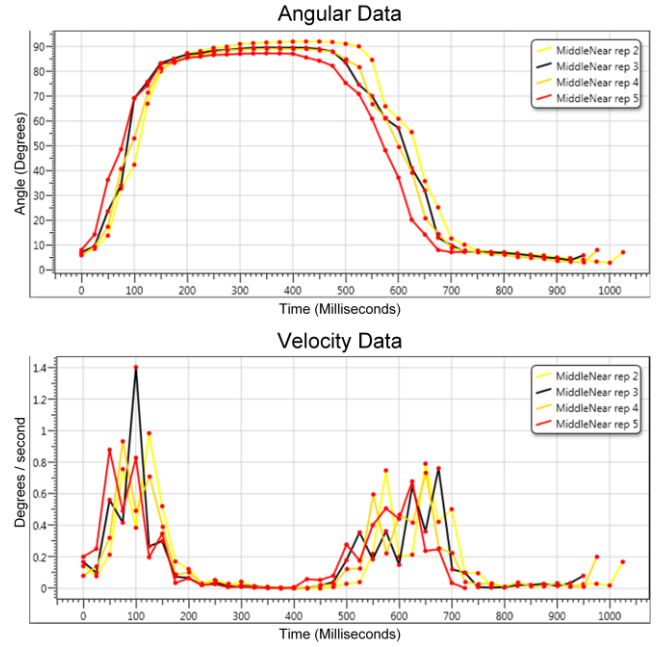 Angular Data
90
80
70
60
50
40
30
20
10
0
Angle (Degrees)
MiddleNear rep 2
MiddleNear rep 3
MiddleNear rep 4
MiddleNear rep 5
0 100 200 300 400 500 600 700 800 900 1000
Time (Milliseconds)
Velocity Data
1.4
1.2
1
0.8
0.6
0.4
0.2
0
Degrees / second
MiddleNear rep 2
MiddleNear rep 3
MiddleNear rep 4
MiddleNear rep 5
0 100 200 300 400 500 600 700 800 900 1000
Time (Milliseconds)